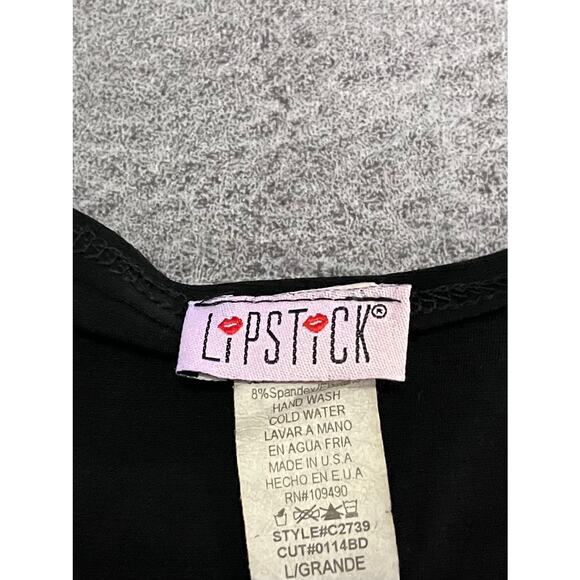 LiPSTiCK®
8% Spandex/
HAND WASH
COLD WATER
LAVAR A MANO
EN AGUA FRIA
MADE IN U.S.A.
HECHO EN E.U.A
RN#109490
STYLE#C2739
CUT#0114BD
L/GRANDE